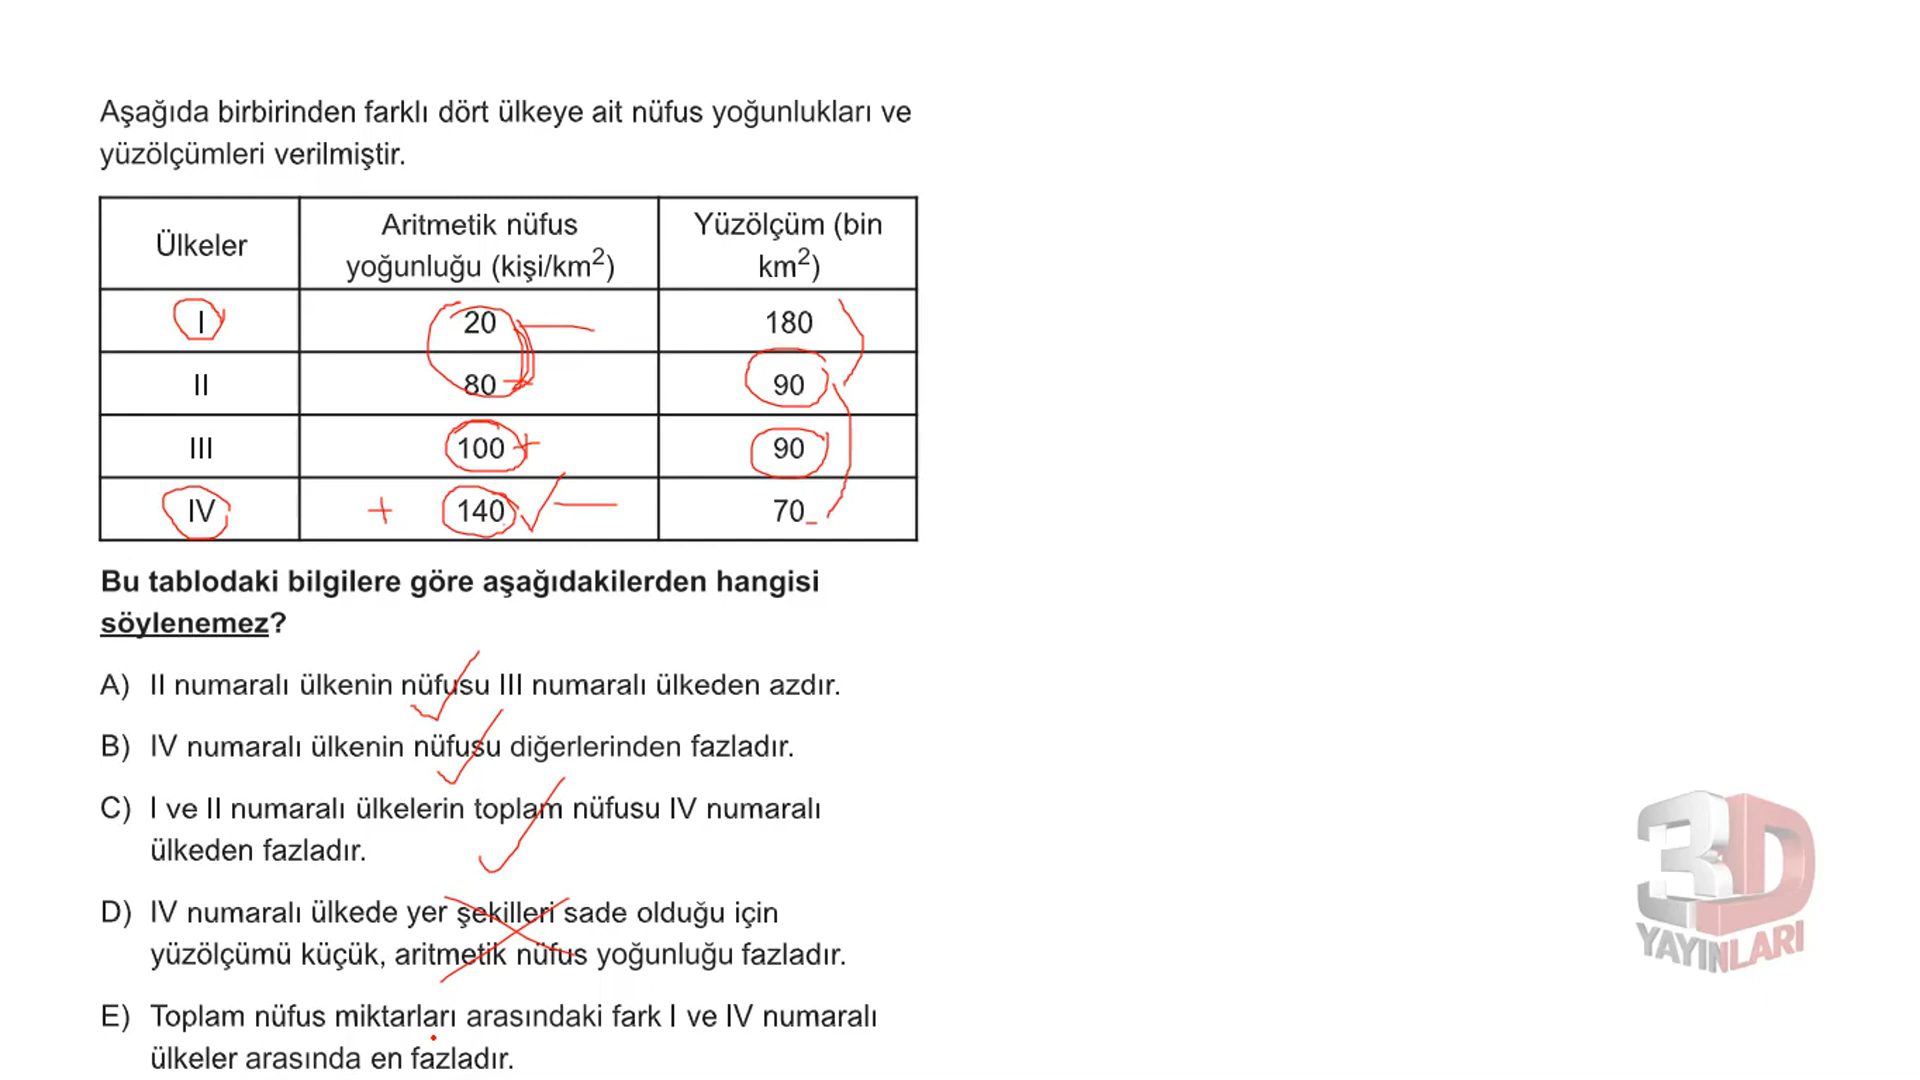 Aşağıda birbirinden farklı dört ülkeye ait nüfus yoğunlukları ve
yüzölçümleri verilmiştir.
Ülkeler
Aritmetik nüfus
yoğunluğu (kişi/km²)
Yüzölçüm (bin
km²)
I 20 180
II 80 90
III 100 90
IV 140 70
Bu tablodaki bilgilere göre aşağıdakilerden hangisi
söylenemez?
A) II numaralı ülkenin nüfusu III numaralı ülkeden azdır.
B) IV numaralı ülkenin nüfusu diğerlerinden fazladır.
C) I ve II numaralı ülkelerin toplam nüfusu IV numaralı
ülkeden fazladır.
D) IV numaralı ülkede yer şekilleri sade olduğu için
yüzölçümü küçük, aritmetik nüfus yoğunluğu fazladır.
E) Toplam nüfus miktarları arasındaki fark I ve IV numaralı
ülkeler arasında en fazladır.
3D
YAYINLARI